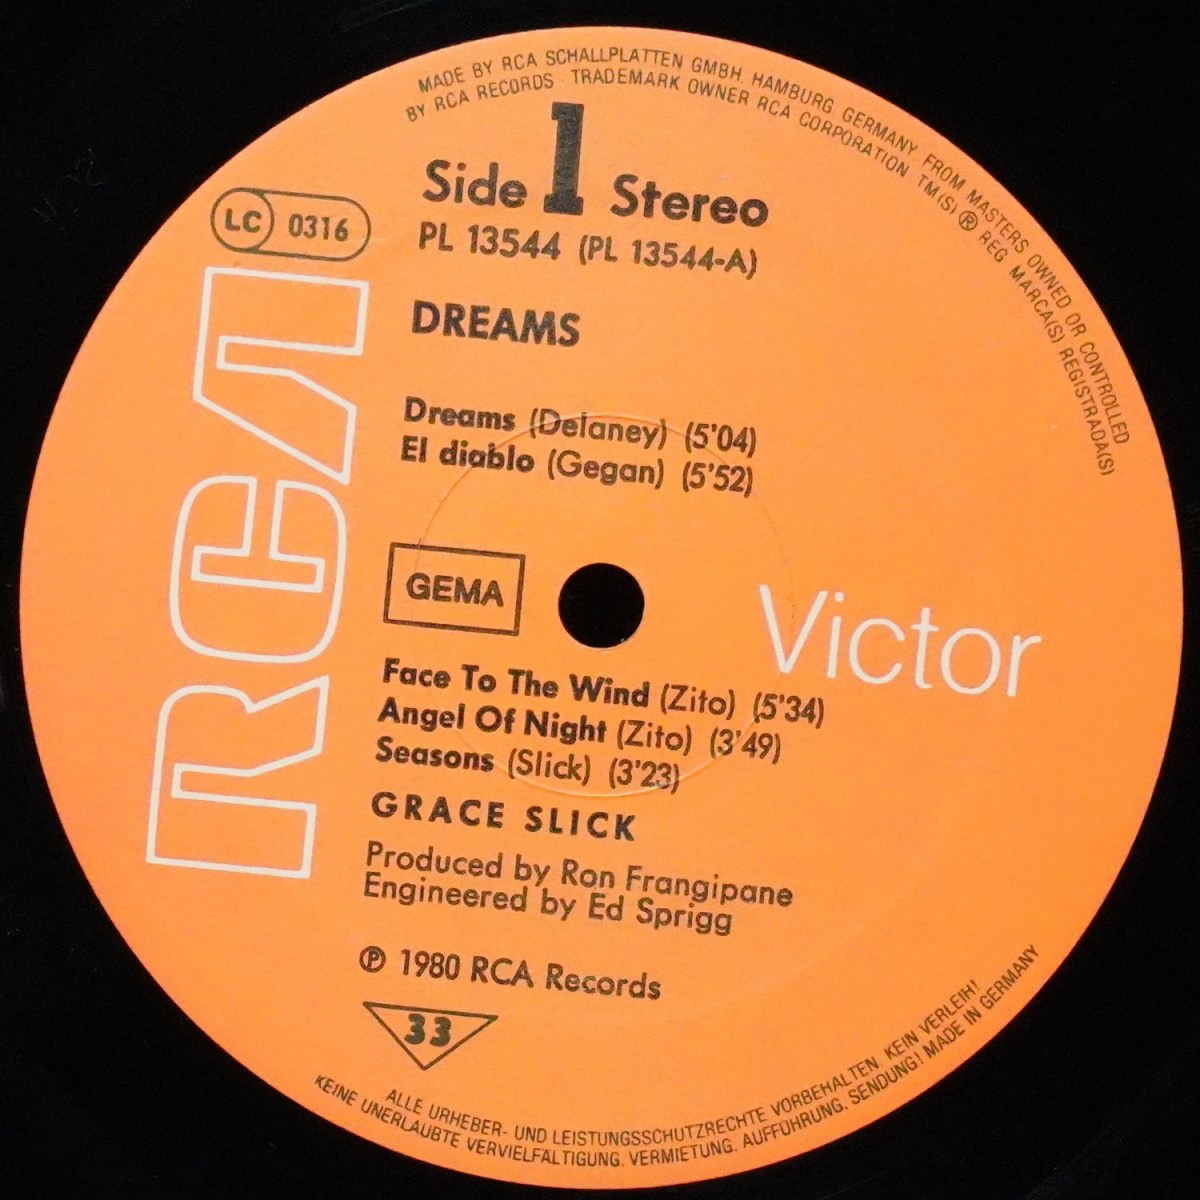 MADE BY RCA SCHALLPLATTEN GMBH, HAMBURG, GERMANY, FROM MASTERS OWNED OR CONTROLLED
BY RCA RECORDS · TRADEMARK OWNER RCA CORPORATION TM(S) ® REG MARCA(S) REGISTRADA(S)
Side 1 Stereo
LC 0316
PL 13544 (PL 13544-A)
DREAMS
Dreams (Delaney) (5'04)
El diablo (Gegan) (5'52)
RCA
GEMA
Victor
Face To The Wind (Zito) (5'34)
Angel Of Night (Zito) (3'49)
Seasons (Slick) (3'23)
GRACE SLICK
Produced by Ron Frangipane
Engineered by Ed Sprigg
℗ 1980 RCA Records
33
ALLE URHEBER- UND LEISTUNGSSCHUTZRECHTE VORBEHALTEN. KEIN VERLEIH!
KEINE UNERLAUBTE VERVIELFÄLTIGUNG, VERMIETUNG, AUFFÜHRUNG, SENDUNG! MADE IN GERMANY